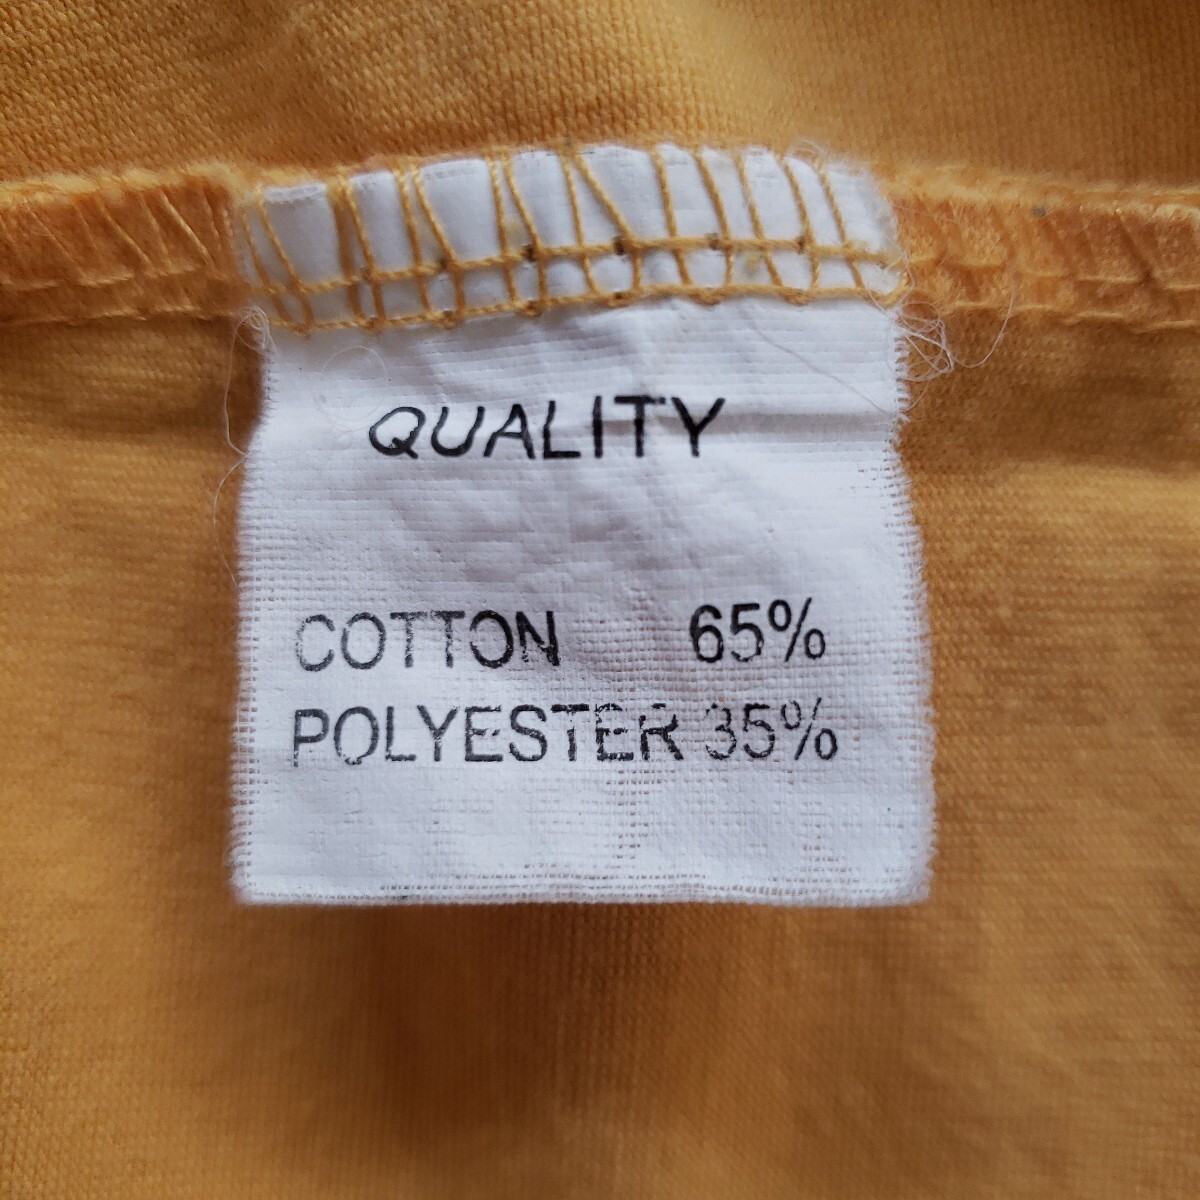 QUALITY
COTTON 65%
POLYESTER 35%